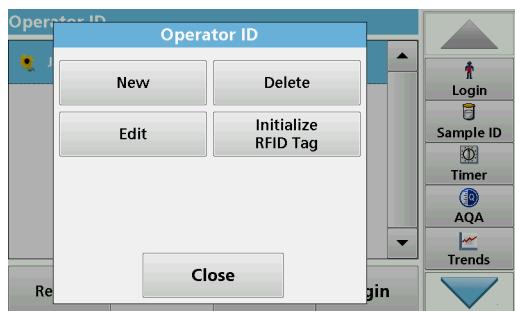 Operator ID
Operator ID
J
New
Delete
Edit
Initialize
RFID Tag
Close
Re
gin
Login
Sample ID
Timer
AQA
Trends